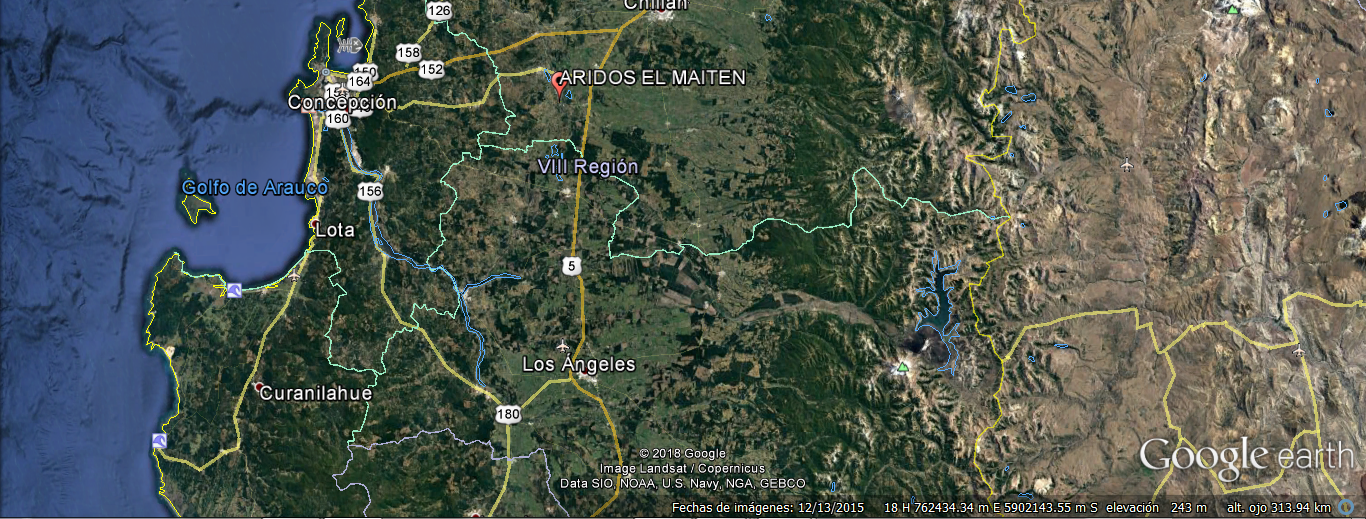 Chillán
126
158
150
152
164
ARIDOS EL MAITEN
Concepción
160
VIII Región
Golfo de Arauco
156
Lota
5
Los Ángeles
Curanilahue
180
© 2018 Google
Image Landsat / Copernicus
Data SIO, NOAA, U.S. Navy, NGA, GEBCO
Google earth
Fechas de imágenes: 12/13/2015 18 H 762434.34 m E 5902143.55 m S elevación 243 m alt. ojo 313.94 km